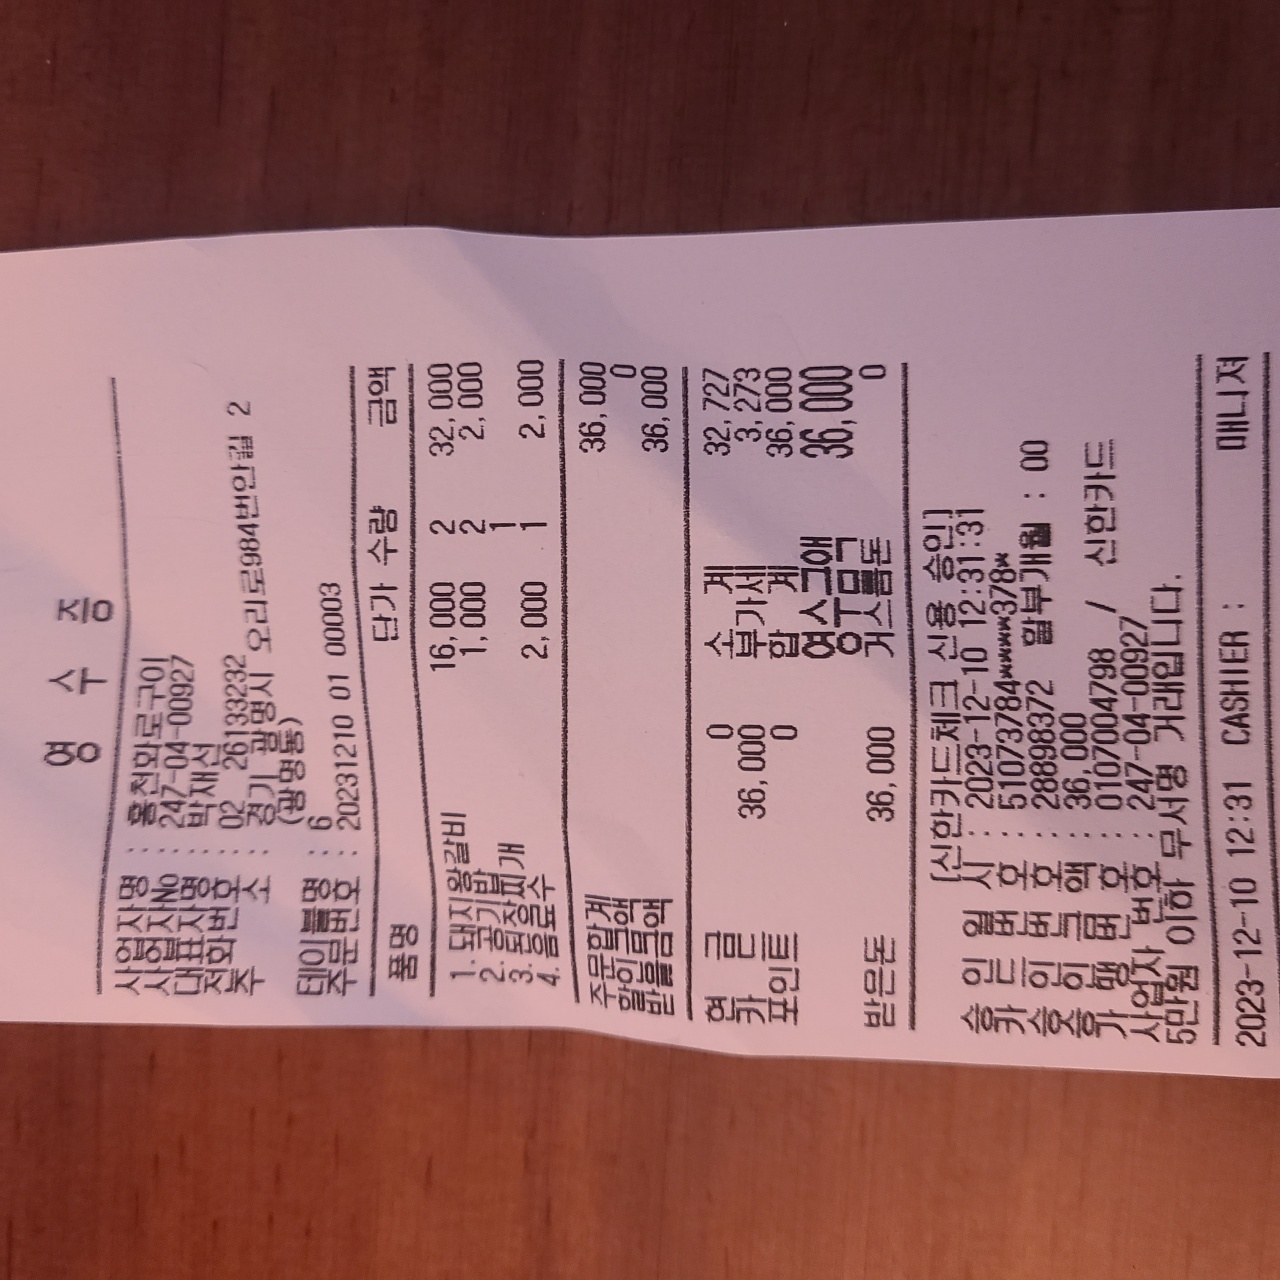 영 수 증
사업자명 : 홍천화로구이
사업자No : 247-04-00927
대표자명 : 박재선
전화번호 : 02 26133232
주 소 : 경기 광명시 오리로984번안길 2
(광명동)
테이블명 : 6
주문번호 : 20231210 01 00003
품명 단가 수량 금액
1. 돼지왕갈비 16,000 2 32,000
2. 공기밥 1,000 2 2,000
3. 된장찌개 1
4. 음료수 2,000 1 2,000
주문합계 36,000
할인금액 0
받을금액 36,000
현 금 0 소 계 32,727
카 드 36,000 부가세 3,273
포인트 0 합 계 36,000
영수금액 36,000
받은돈 36,000 거스름돈 0
[신한카드체크 신용 승인]
승 인 일 시 : 2023-12-10 12:31:31
카 드 번 호 : 51073784****378*
승 인 번 호 : 28898372 할부개월 : 00
승 인 금 액 : 36,000
가 맹 점 번 호 : 0107004798 / 신한카드
사업자 번호 : 247-04-00927
5만원 이하 무서명 거래입니다.
2023-12-10 12:31 CASHIER : 매니저